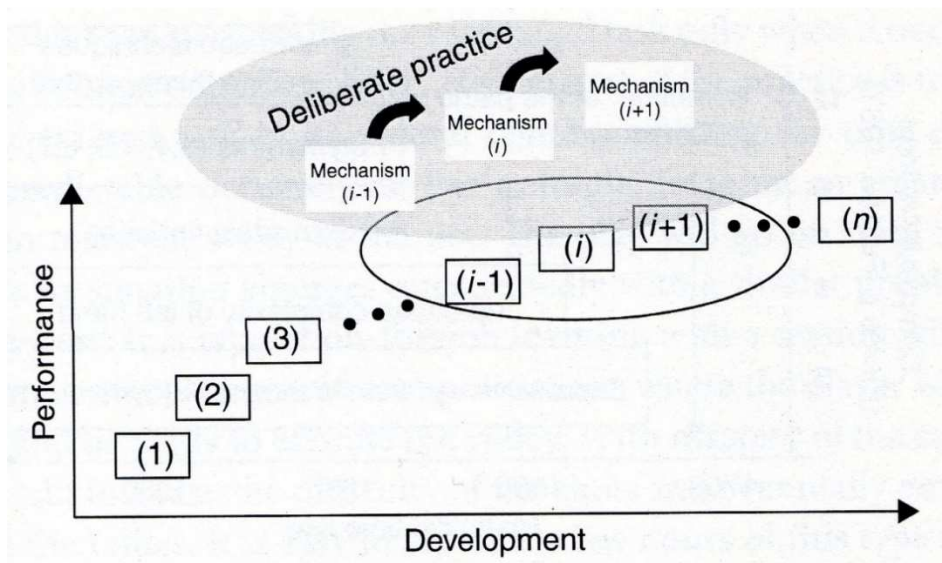 Deliberate practice
Mechanism
(i+1)
Mechanism
(i)
Mechanism
(i-1)
(n)
(i+1)
(i)
(i-1)
(3)
(2)
(1)
Performance
Development